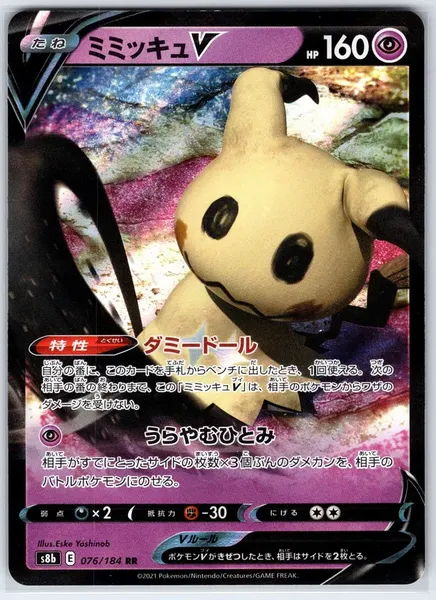 たね ミミッキュV HP 160
特性 とくせい ダミードール
自分の番に、このカードを手札からベンチに出したとき、1回使える。次の
相手の番の終わりまで、この「ミミッキュV」は、相手のポケモンからワザの
ダメージを受けない。
うらやむひとみ
相手がすでにとったサイドの枚数×3個ぶんのダメカンを、相手の
バトルポケモンにのせる。
弱点 ×2 抵抗力 -30 にげる
Illus.Eske Yoshinob
Vルール
s8b E 076/184 RR
ポケモンVがきぜつしたとき、相手はサイドを2枚とる。
©2021 Pokémon/Nintendo/Creatures/GAME FREAK.